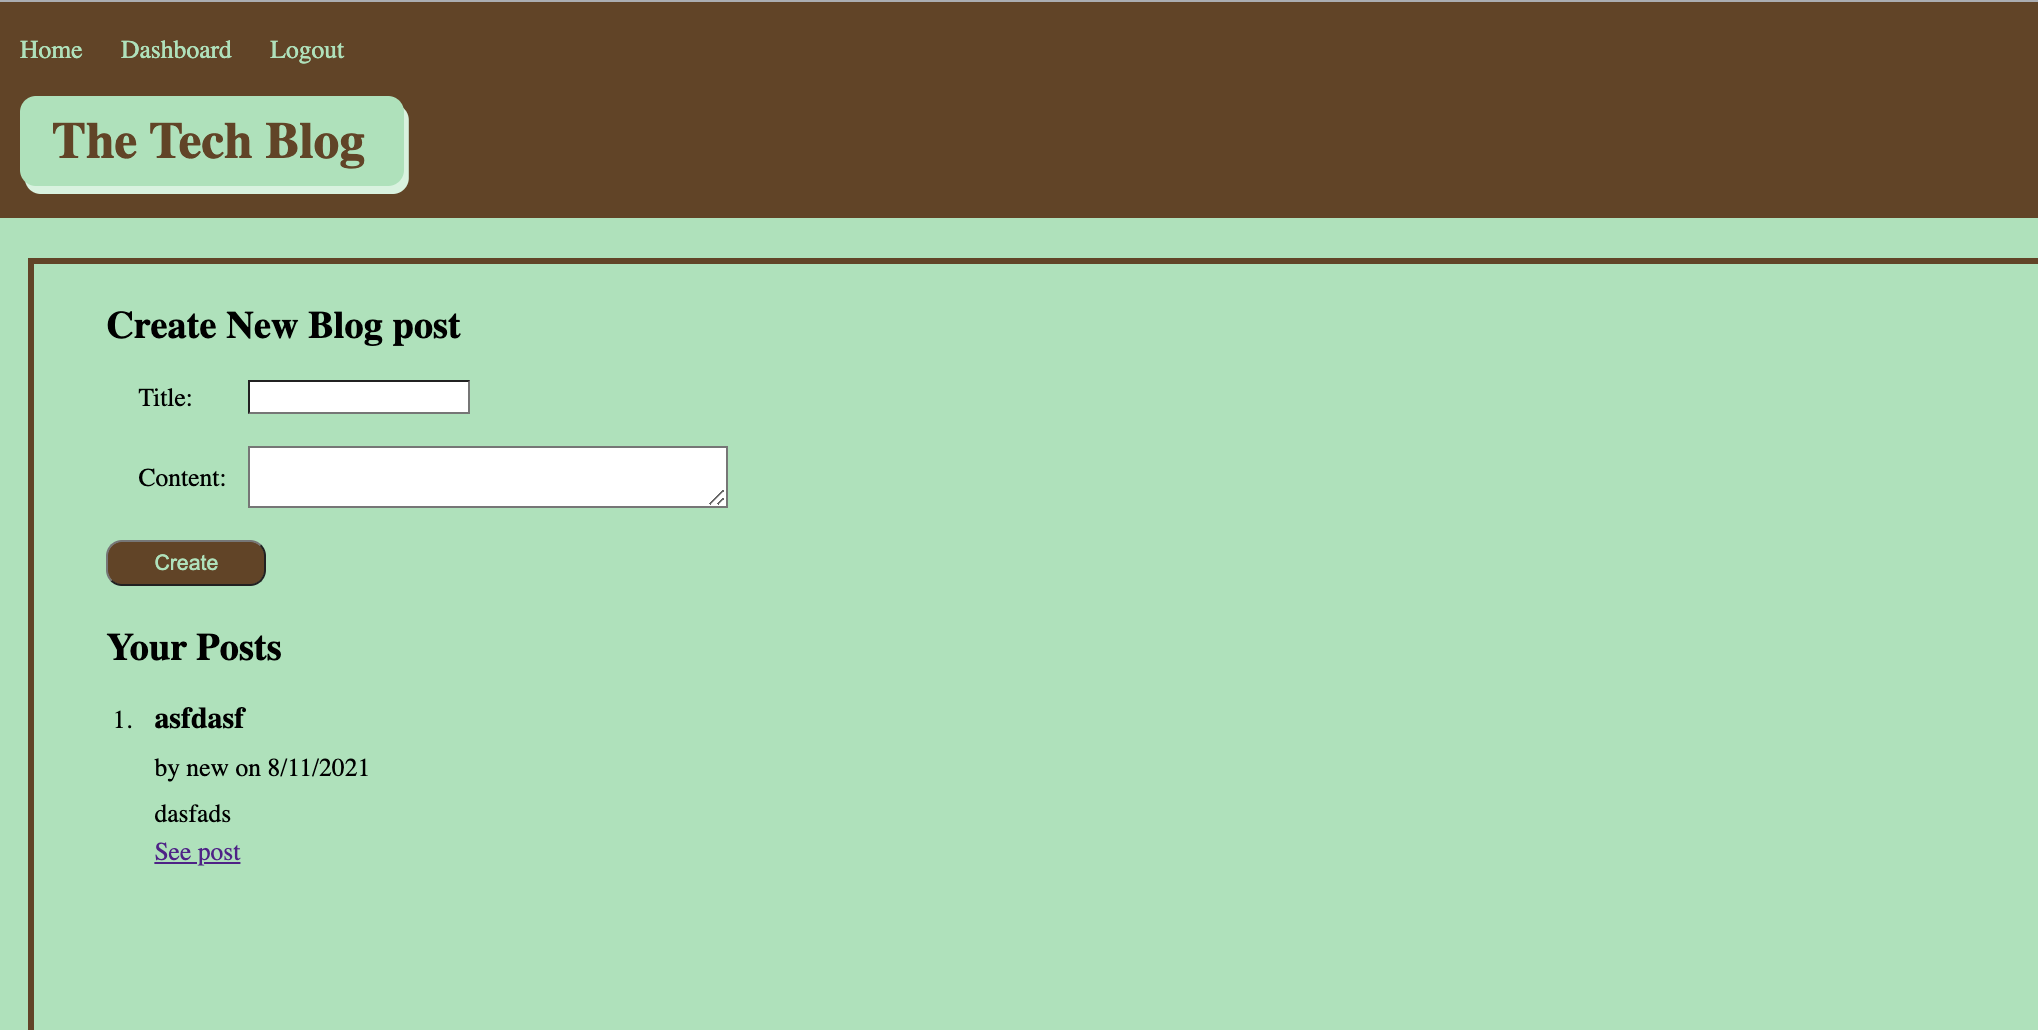 Home Dashboard Logout
The Tech Blog
Create New Blog post
Title:
Content:
Create
Your Posts
1. asfdasf
by new on 8/11/2021
dasfads
See post